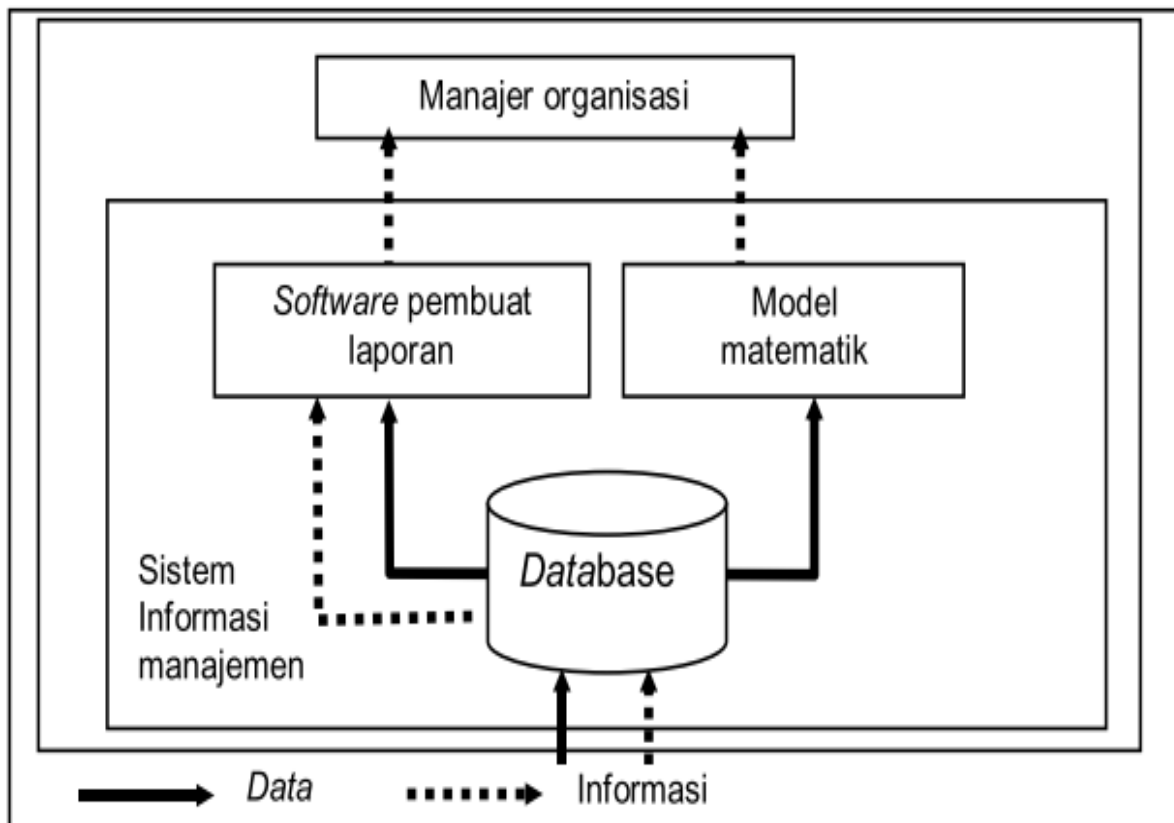 Manajer organisasi
Software pembuat
laporan
Model
matematik
Database
Sistem
Informasi
manajemen
Data
Informasi